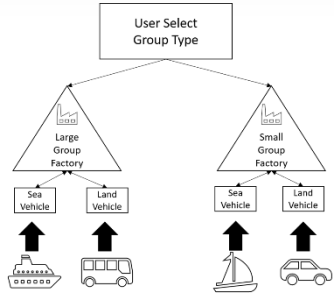 User Select
Group Type
Large
Group
Factory
Small
Group
Factory
Sea
Vehicle
Land
Vehicle
Sea
Vehicle
Land
Vehicle